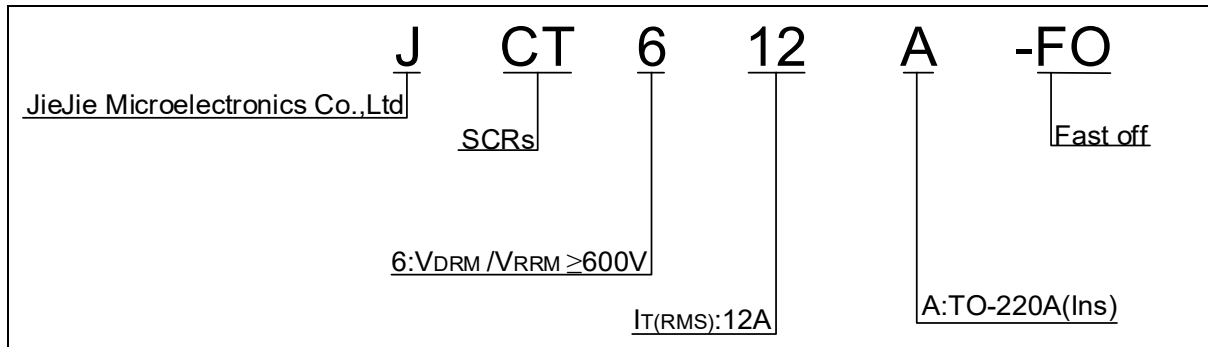 J CT 6 12 A -FO
JieJie Microelectronics Co.,Ltd
SCRs
Fast off
6:VDRM /VRRM ≥600V
IT(RMS):12A
A:TO-220A(Ins)